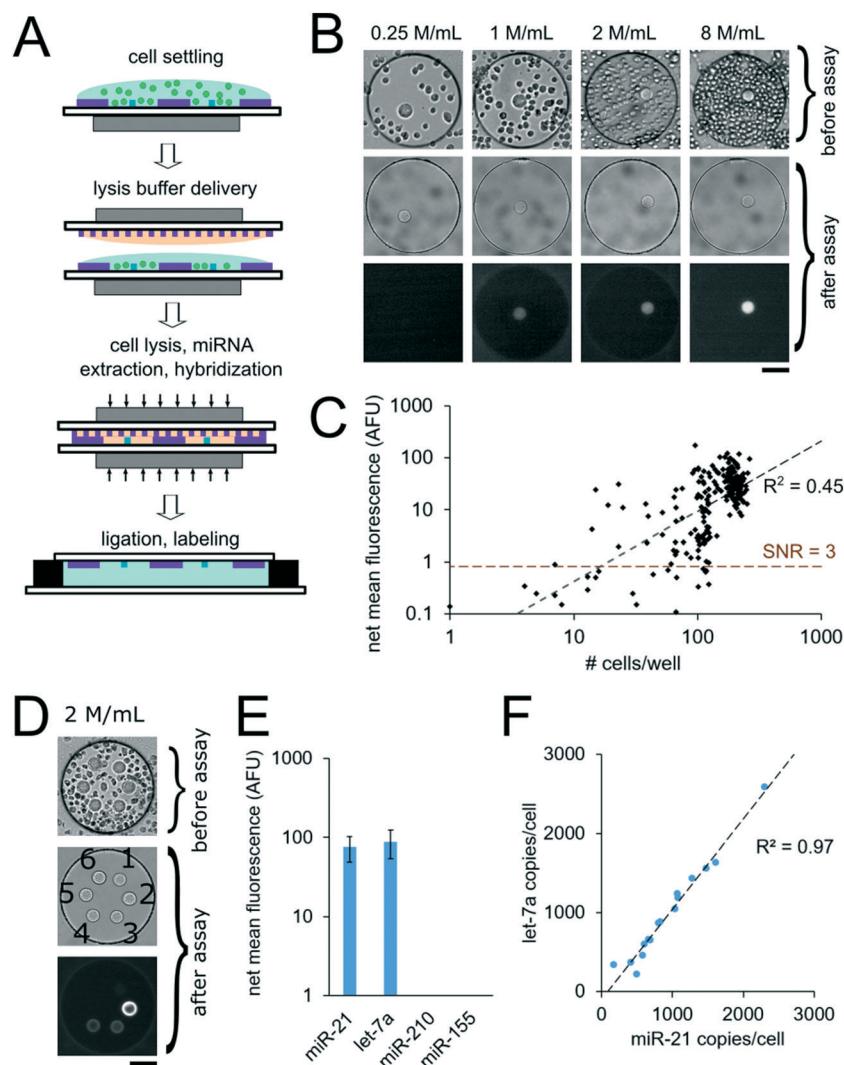 A
cell settling
lysis buffer delivery
cell lysis, miRNA
extraction, hybridization
ligation, labeling
B
0.25 M/mL 1 M/mL 2 M/mL 8 M/mL
before assay
after assay
C
net mean fluorescence (AFU)
1000
100
10
1
0.1
R² = 0.45
SNR = 3
1 10 100 1000
# cells/well
D
2 M/mL
before assay
6 1
5 2
4 3
after assay
E
net mean fluorescence (AFU)
1000
100
10
1
miR-21 let-7a miR-210 miR-155
F
let-7a copies/cell
3000
2000
1000
0
R² = 0.97
0 1000 2000 3000
miR-21 copies/cell